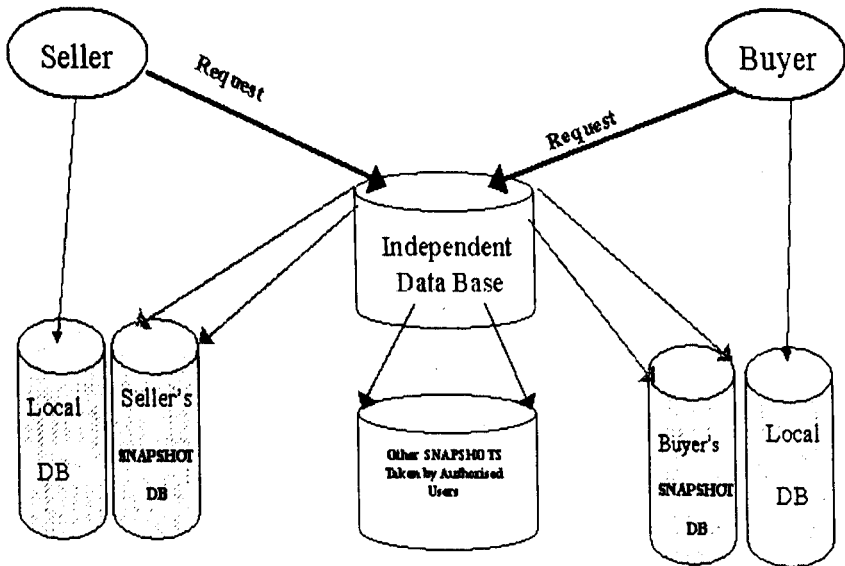 Seller
Buyer
Request
Request
Independent
Data Base
Local
DB
Seller's
SNAPSHOT
DB
Other SNAPSHOTS
Taken by Authorised
Users
Buyer's
SNAPSHOT
DB
Local
DB